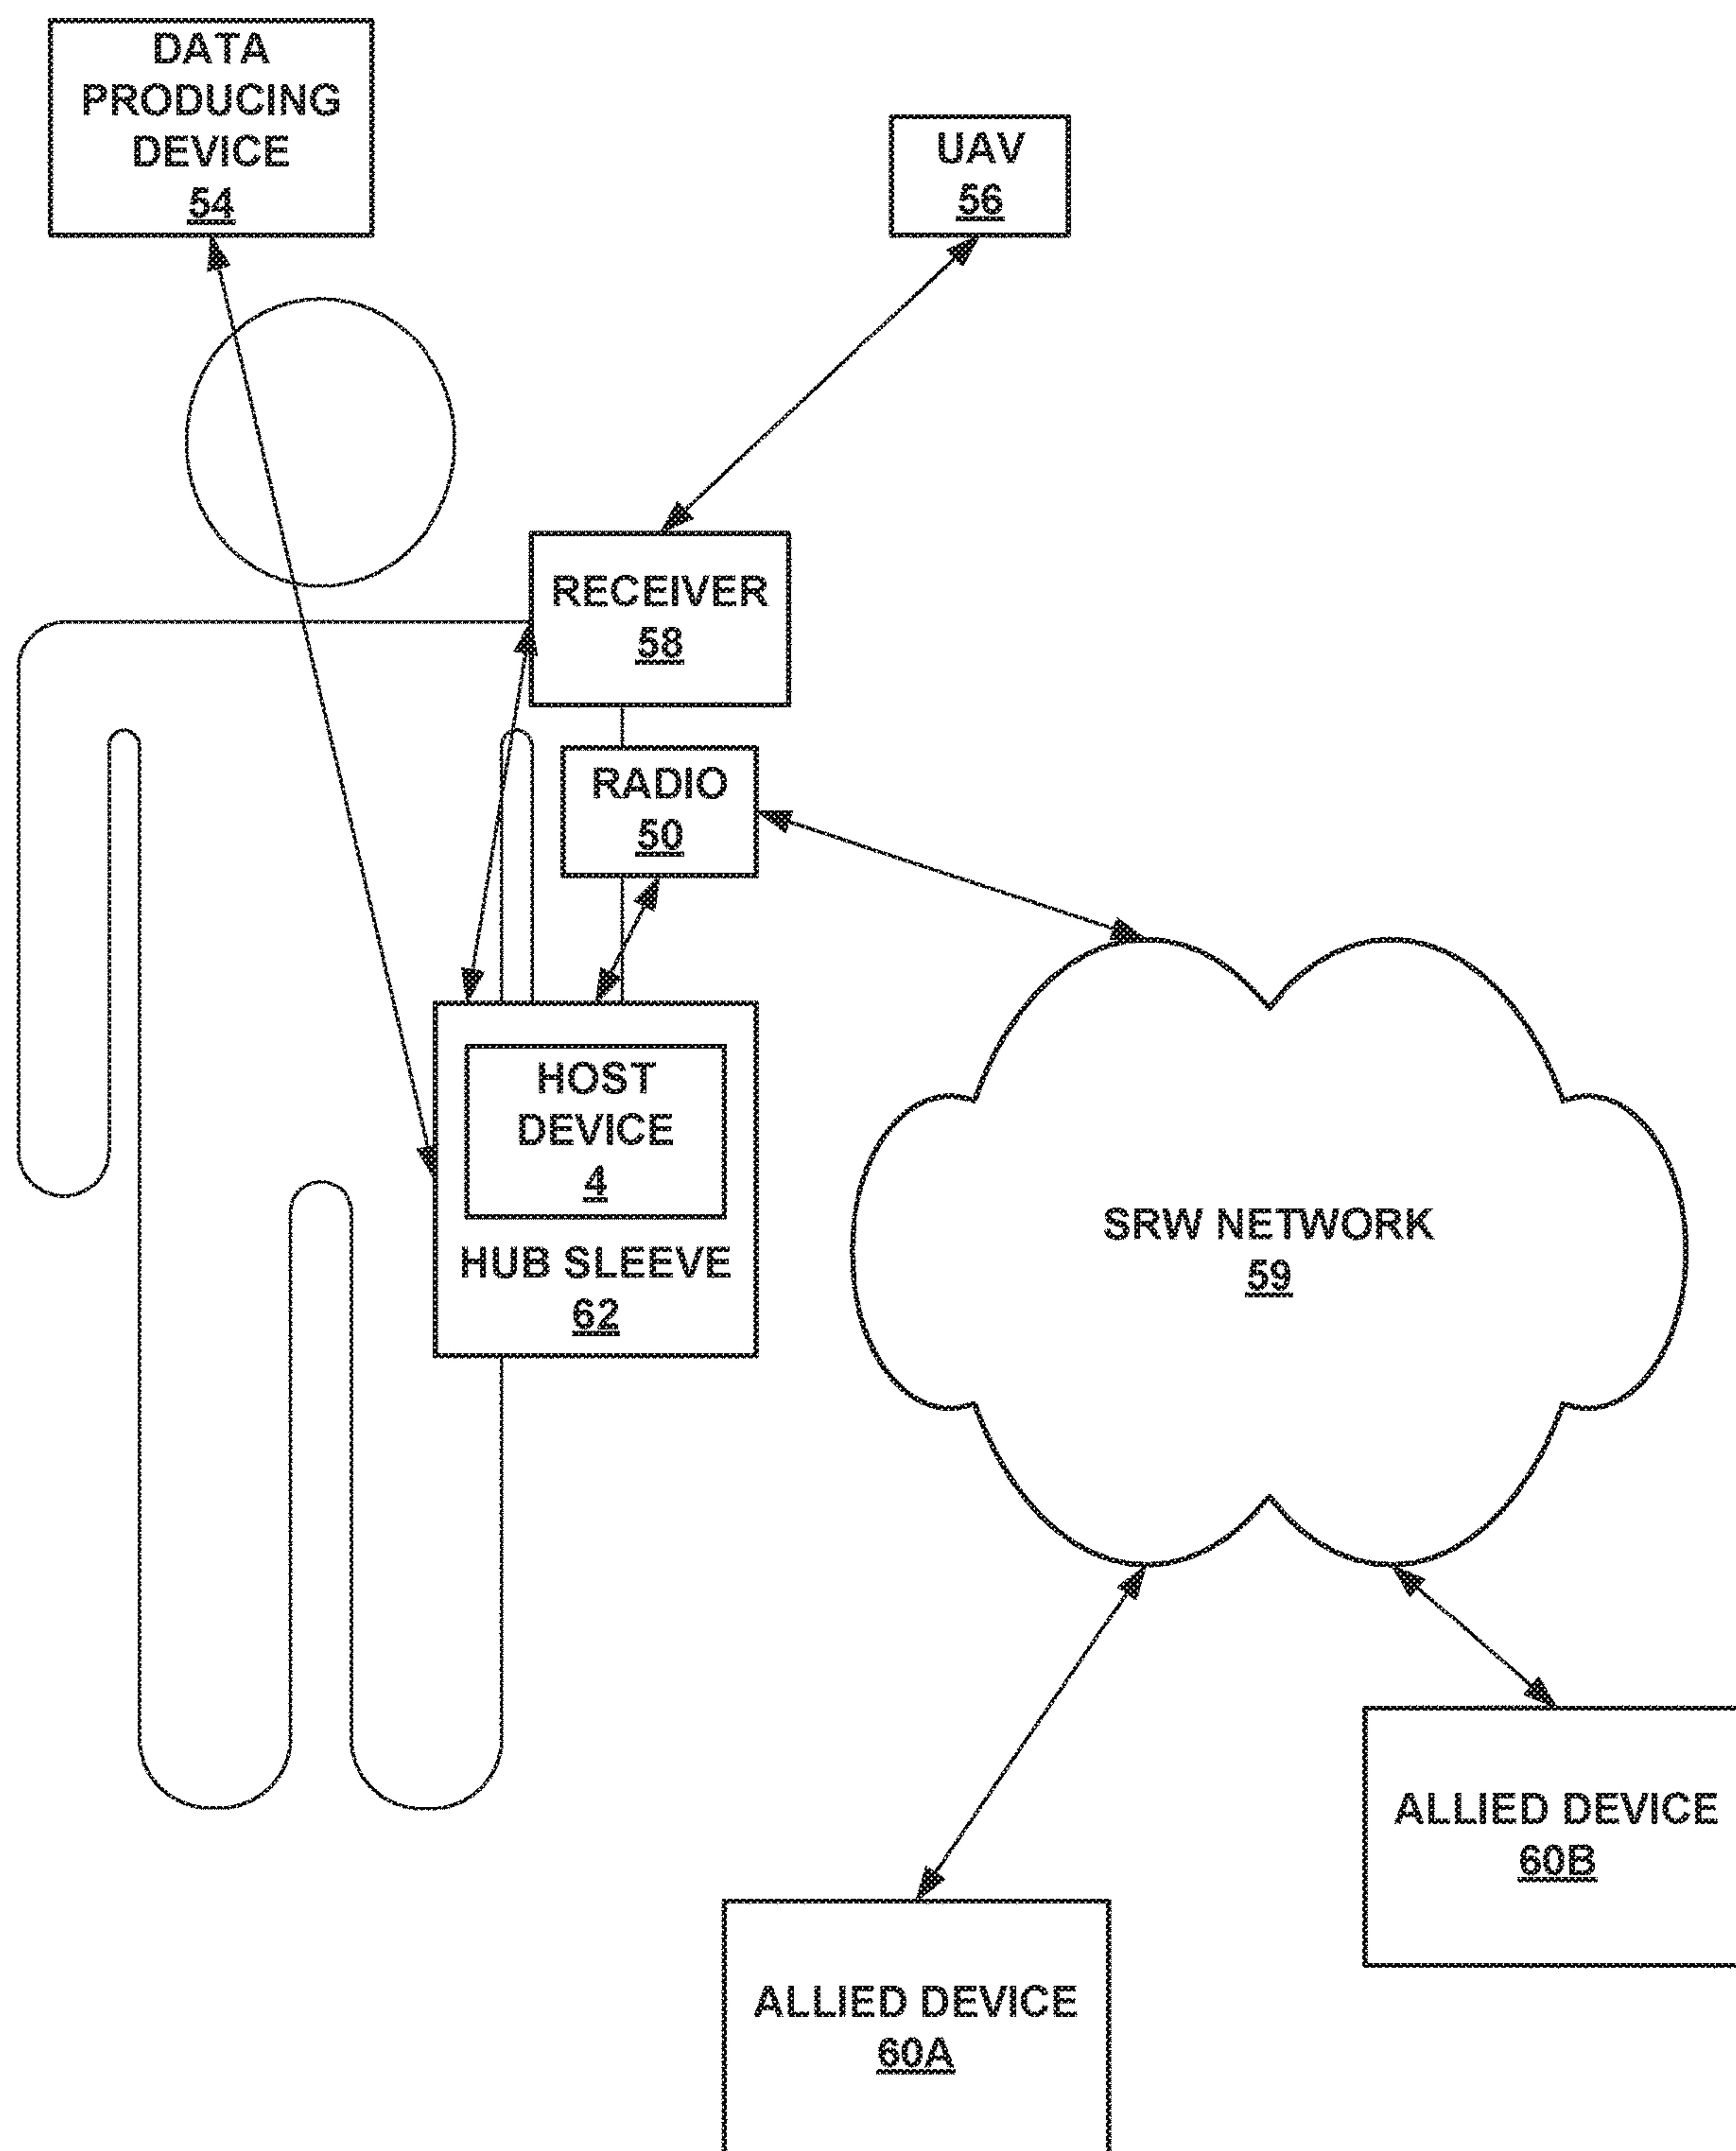 DATA
PRODUCING
DEVICE
54
UAV
56
RECEIVER
58
RADIO
50
HOST
DEVICE
4
HUB SLEEVE
62
SRW NETWORK
59
ALLIED DEVICE
60B
ALLIED DEVICE
60A